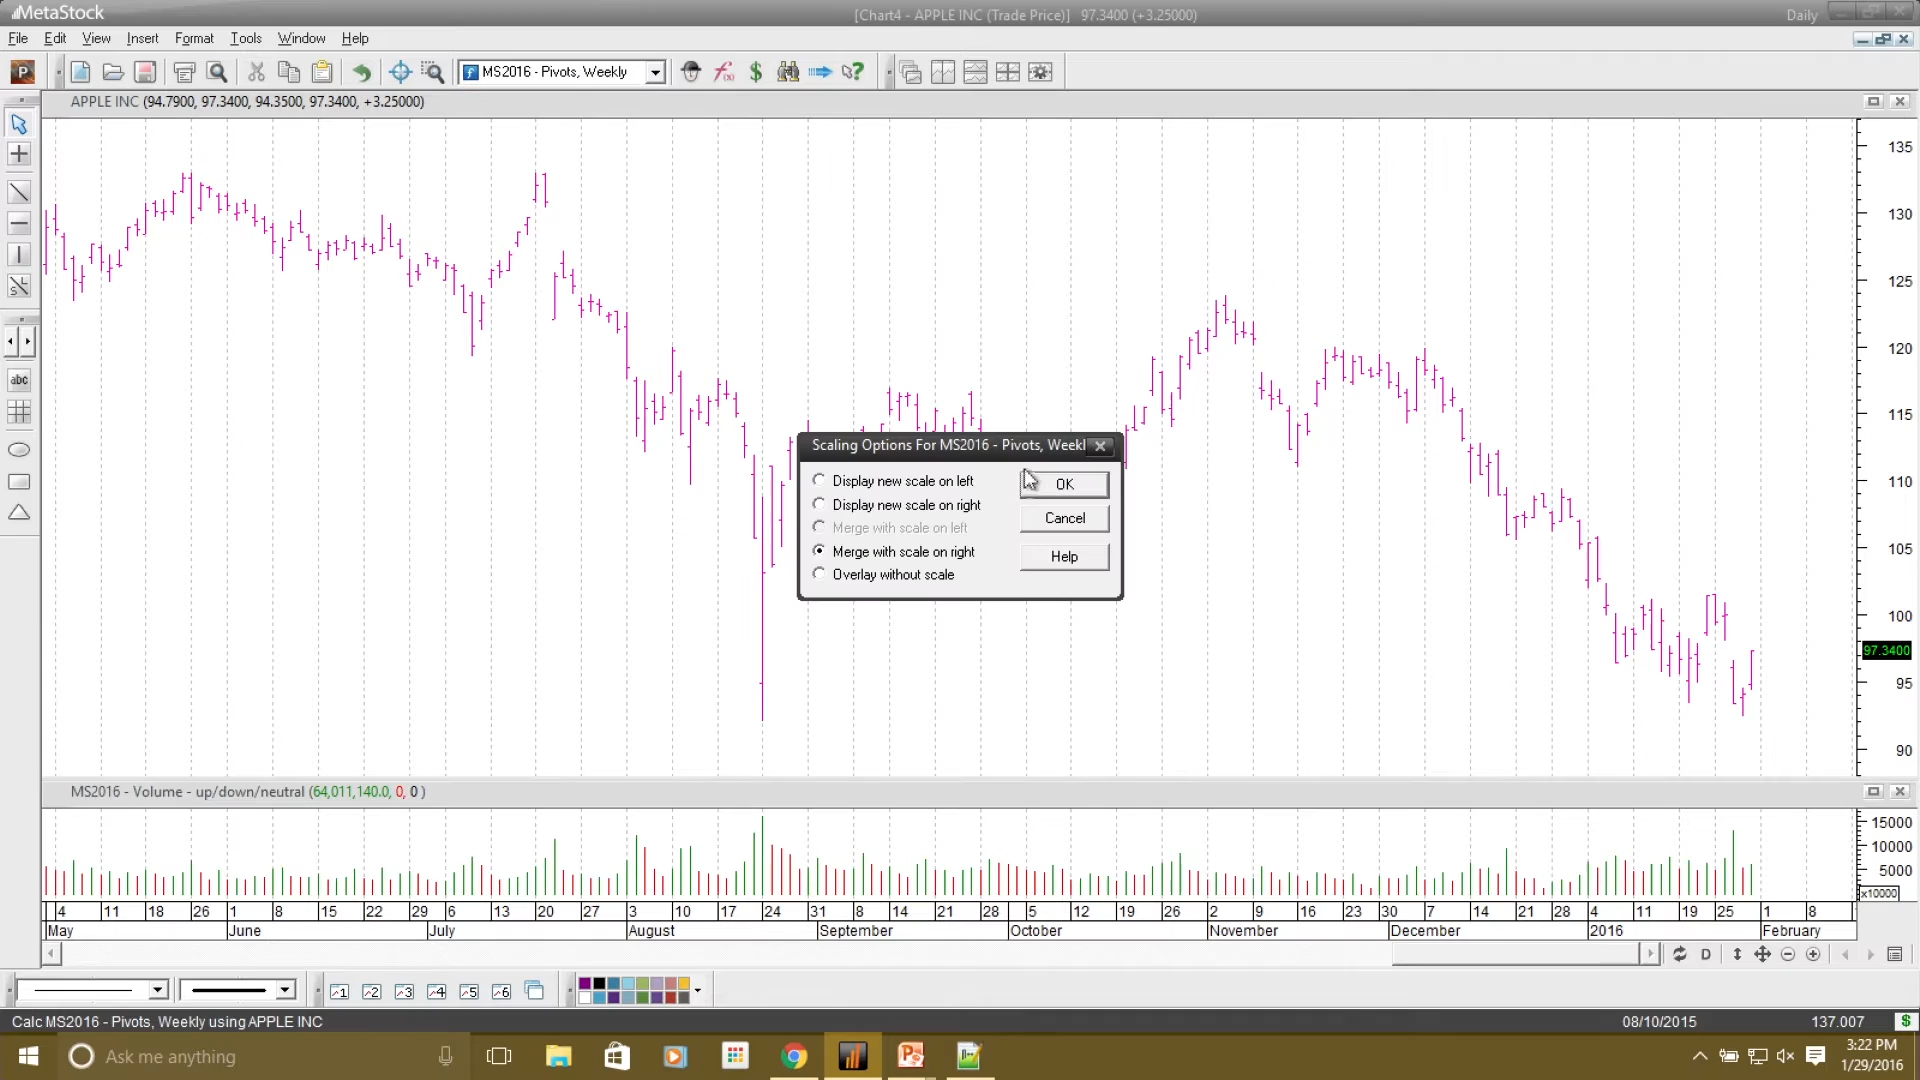 MetaStock
[Chart4 - APPLE INC (Trade Price)] 97.3400 (+3.25000)
Daily
File Edit View Insert Format Tools Window Help
MS2016 - Pivots, Weekly
APPLE INC (94.7900, 97.3400, 94.3500, 97.3400, +3.25000)
135
130
125
120
115
110
105
100
97.3400
95
90
abc
Scaling Options For MS2016 - Pivots, Weekl
Display new scale on left
Display new scale on right
Merge with scale on left
Merge with scale on right
Overlay without scale
OK
Cancel
Help
MS2016 - Volume - up/down/neutral (64,011,140.0, 0, 0 )
15000
10000
5000
x10000
4 11 18 26 1 8 15 22 29 6 13 20 27 3 10 17 24 31 8 14 21 28 5 12 19 26 2 9 16 23 30 7 14 21 28 4 11 19 25 1 8
May June July August September October November December 2016 February
D
1 2 3 4 5 6
Calc MS2016 - Pivots, Weekly using APPLE INC
08/10/2015
137.007
$
Ask me anything
3:22 PM
1/29/2016